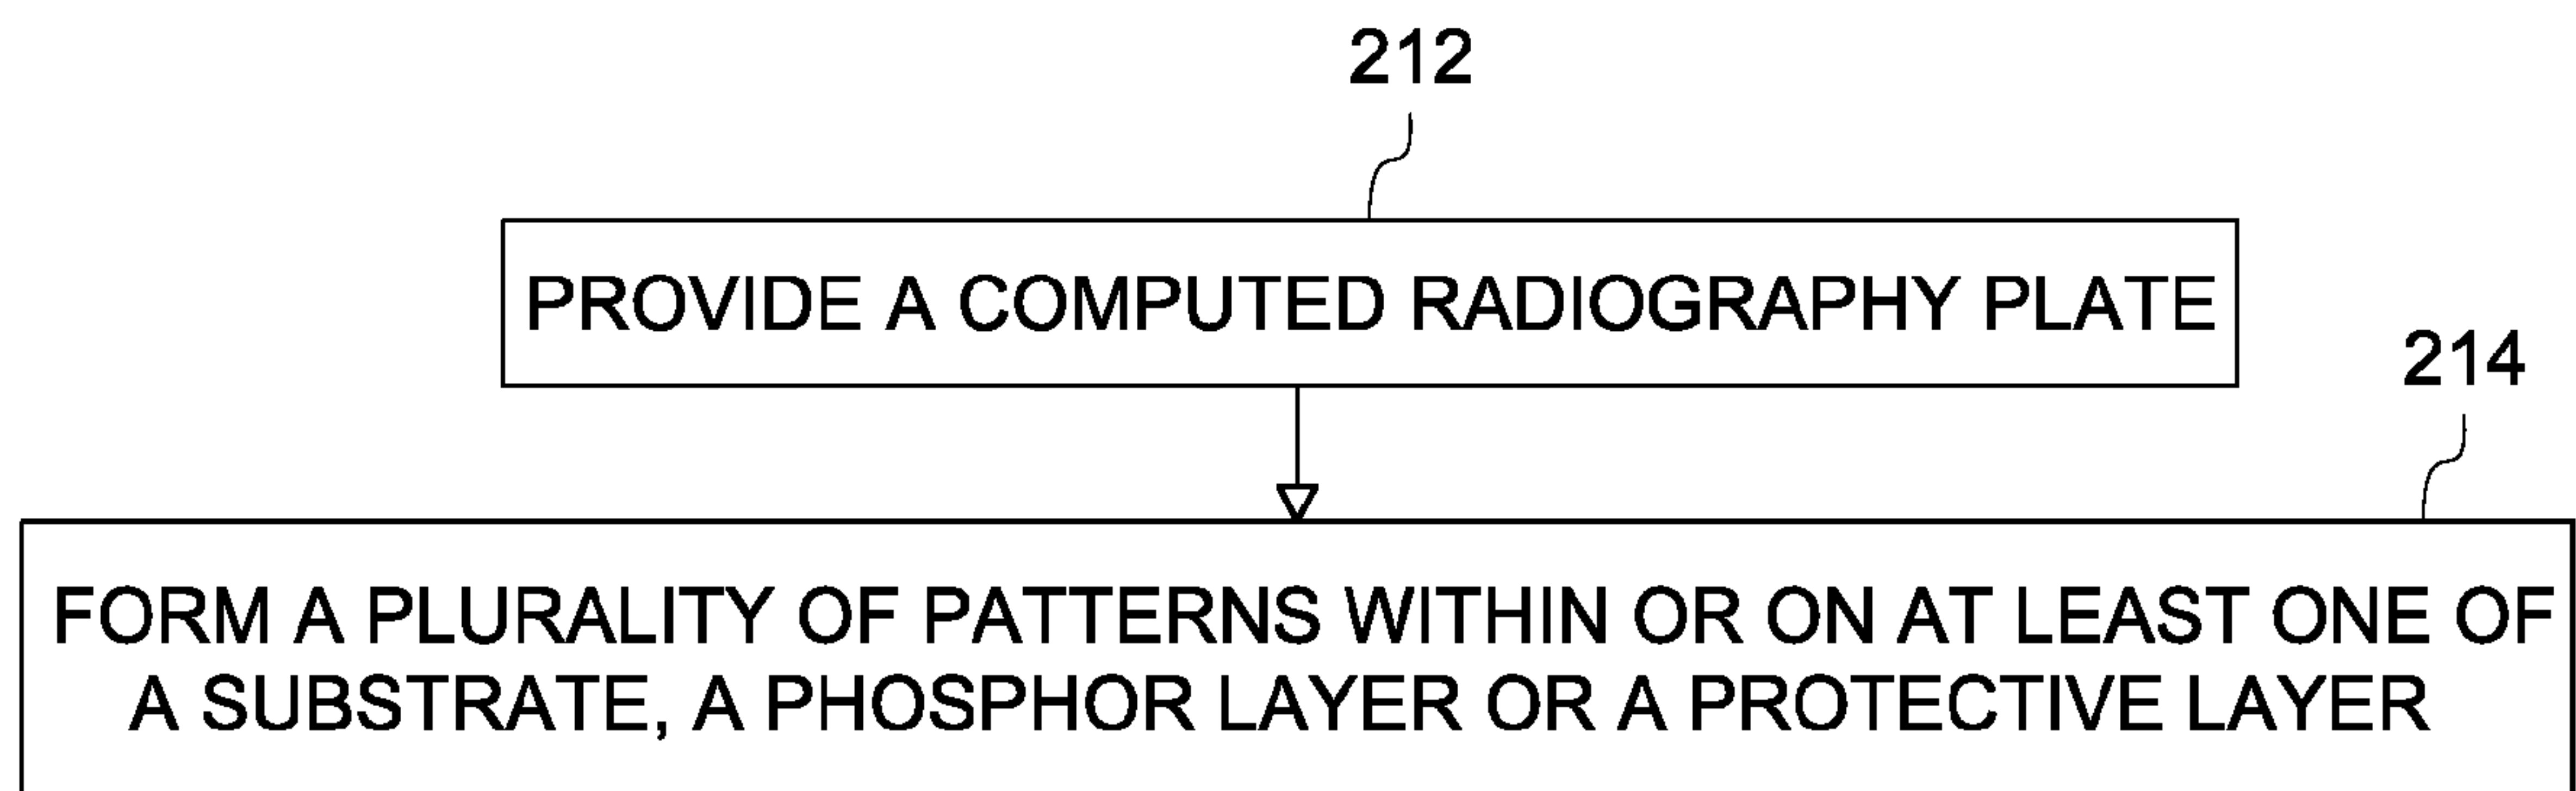 212
PROVIDE A COMPUTED RADIOGRAPHY PLATE
214
FORM A PLURALITY OF PATTERNS WITHIN OR ON AT LEAST ONE OF
A SUBSTRATE, A PHOSPHOR LAYER OR A PROTECTIVE LAYER